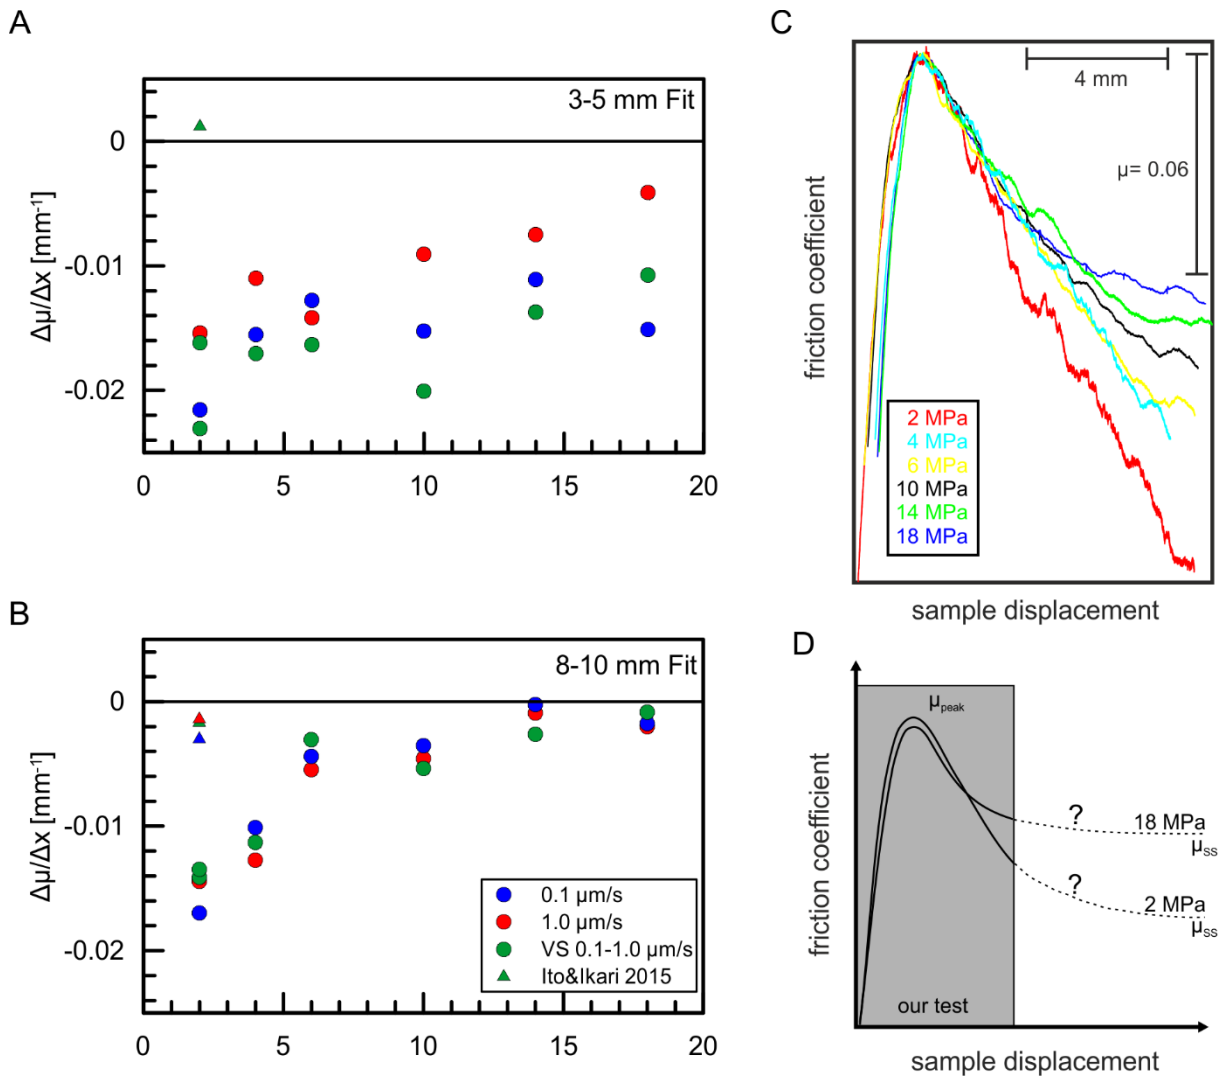 A
3-5 mm Fit
0
-0.01
-0.02
Δμ/Δx [mm⁻¹]
0 5 10 15 20
B
8-10 mm Fit
0
-0.01
-0.02
Δμ/Δx [mm⁻¹]
0.1 μm/s
1.0 μm/s
VS 0.1-1.0 μm/s
Ito&Ikari 2015
0 5 10 15 20
C
4 mm
μ= 0.06
friction coefficient
2 MPa
4 MPa
6 MPa
10 MPa
14 MPa
18 MPa
sample displacement
D
μpeak
friction coefficient
?
18 MPa
μSS
?
2 MPa
μSS
our test
sample displacement